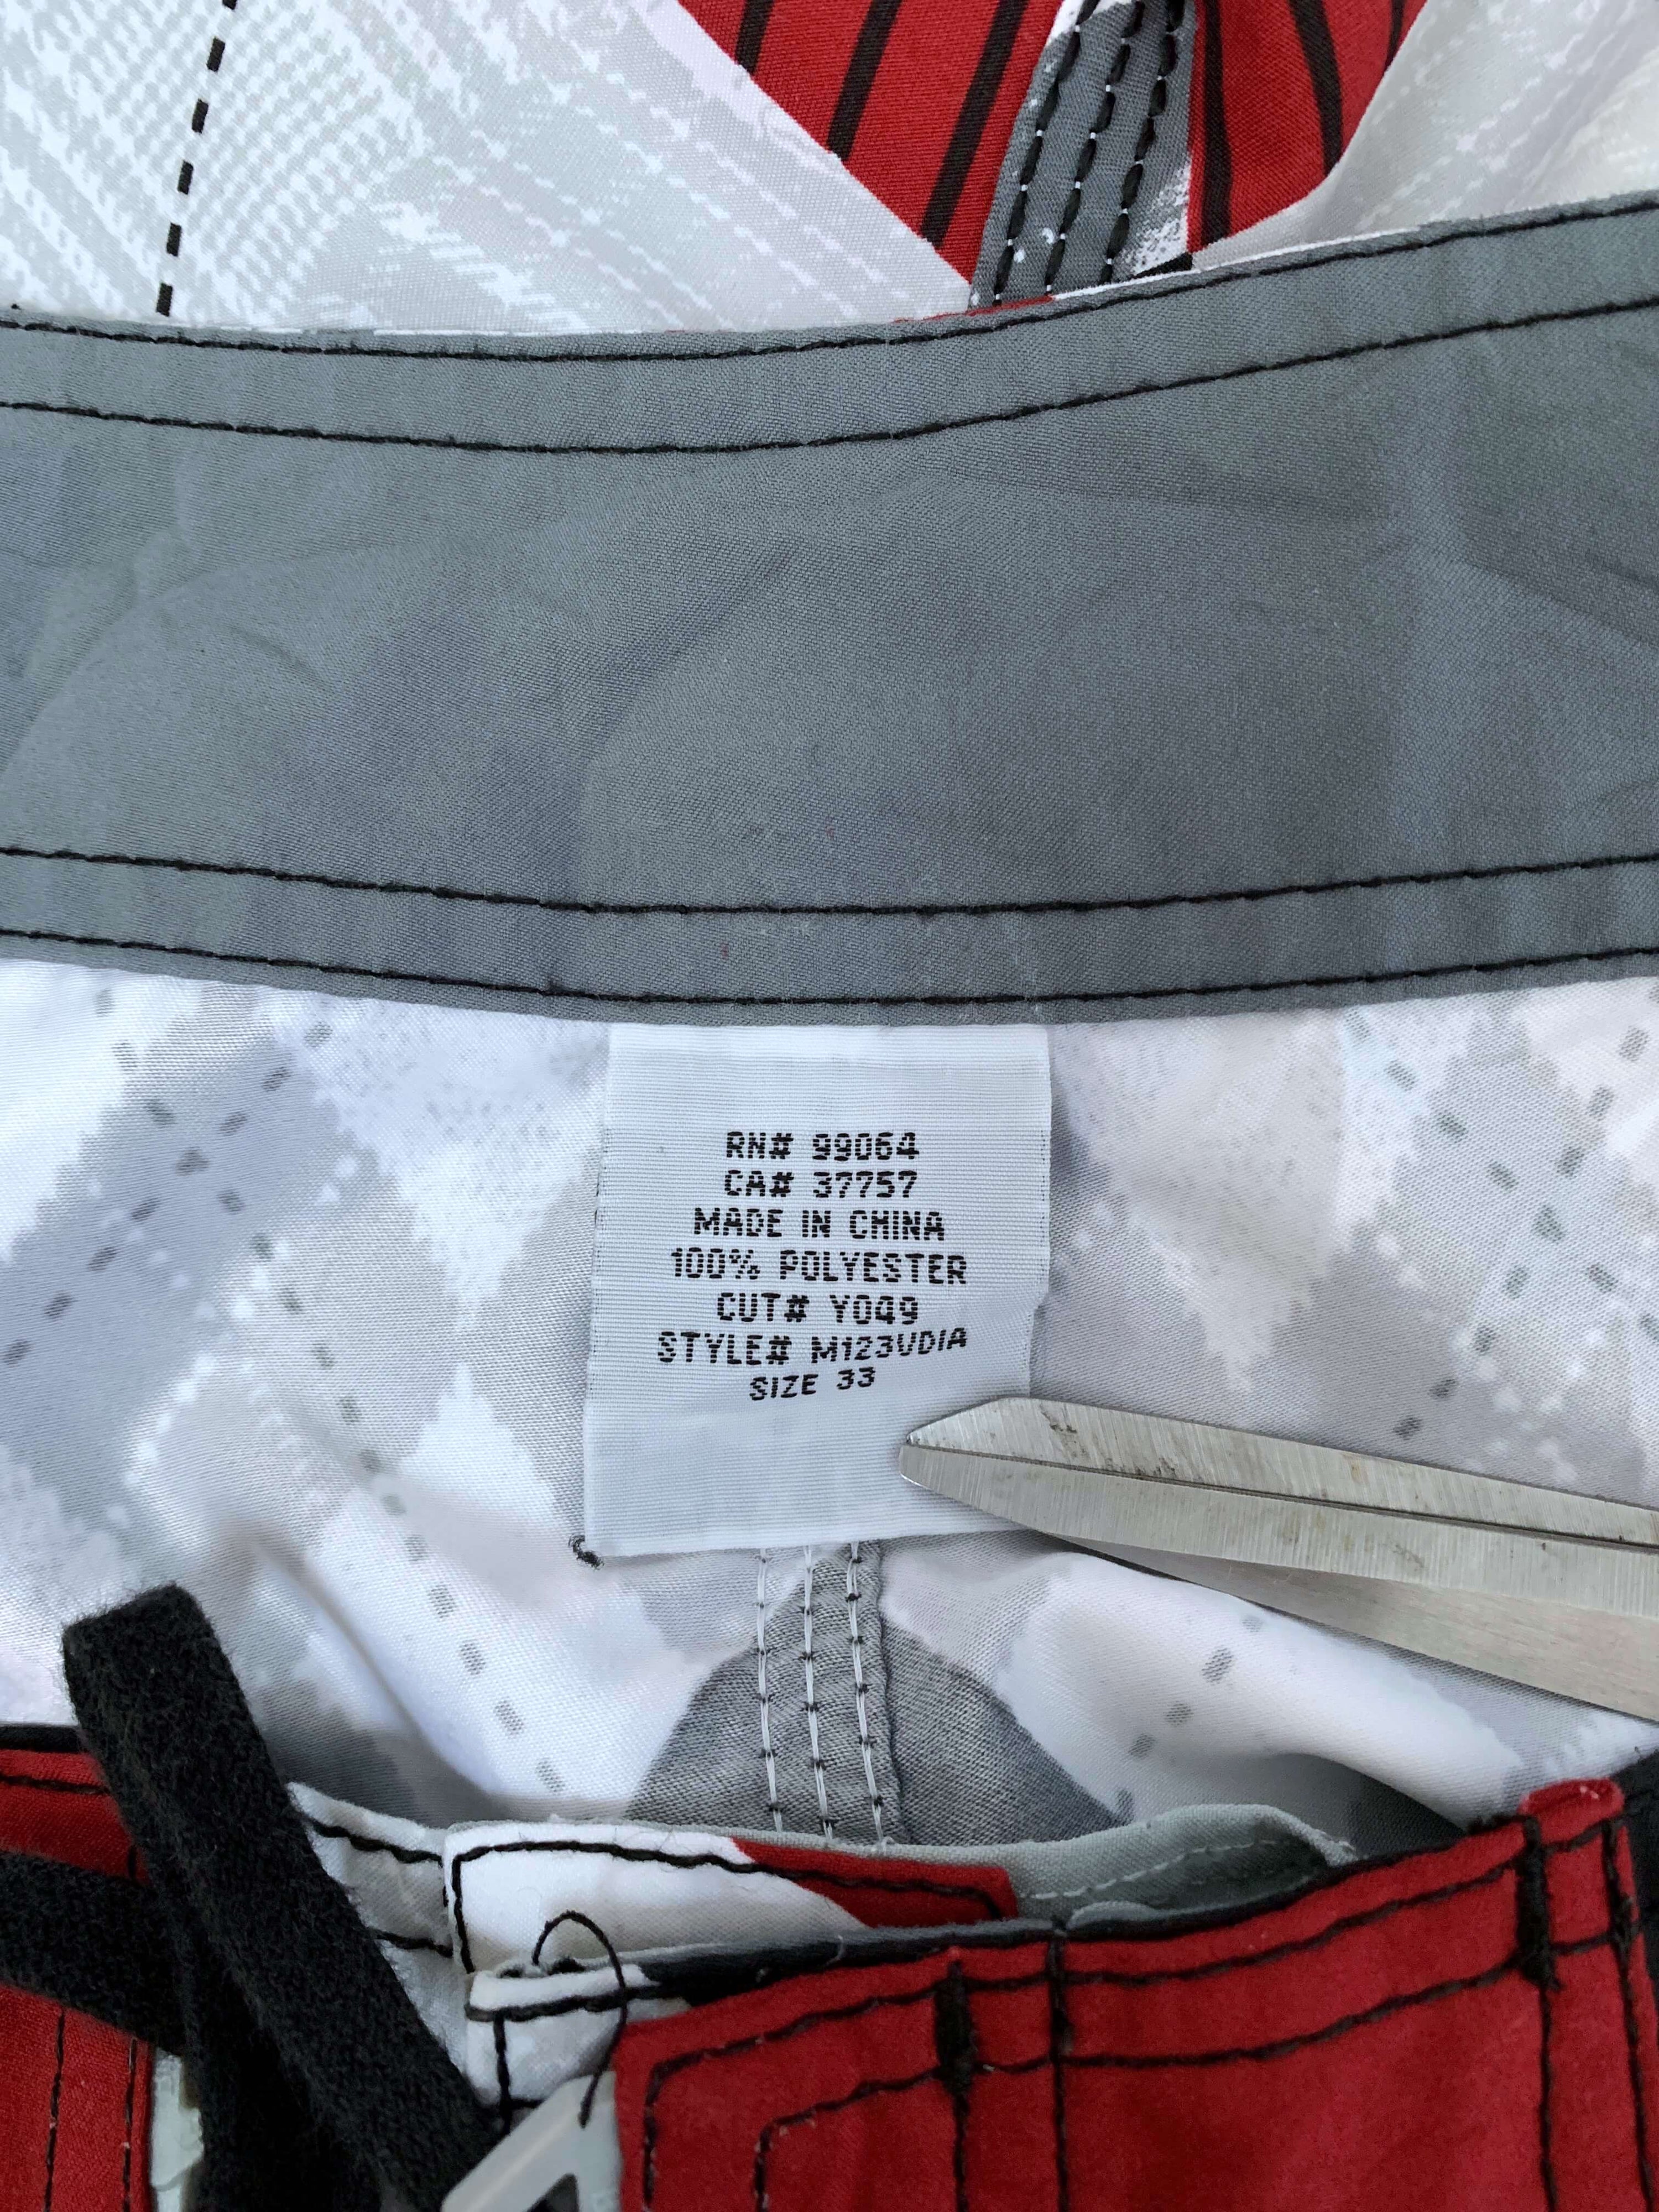 RN# 99064
CA# 37757
MADE IN CHINA
100% POLYESTER
CUT# Y049
STYLE# M123VDIA
SIZE 33